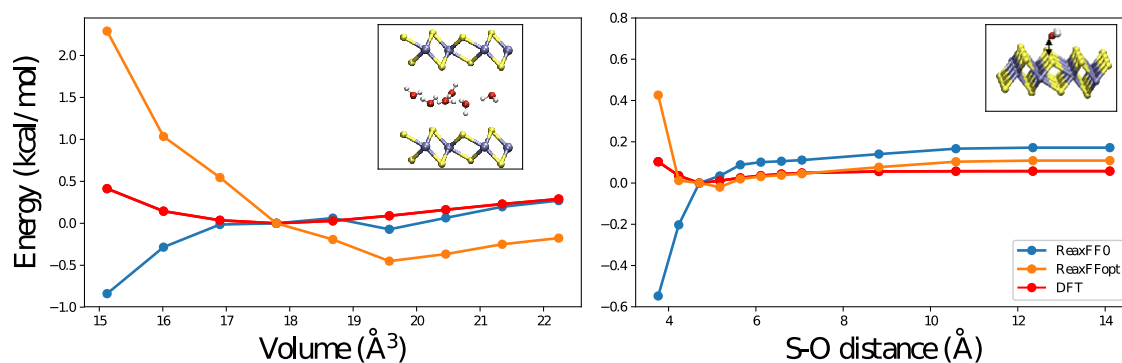 Energy (kcal/mol)
2.0
1.5
1.0
0.5
0.0
−0.5
−1.0
15 16 17 18 19 20 21 22
Volume (Å³)
0.8
0.6
0.4
0.2
0.0
−0.2
−0.4
−0.6
4 6 8 10 12 14
S-O distance (Å)
ReaxFF0
ReaxFFopt
DFT